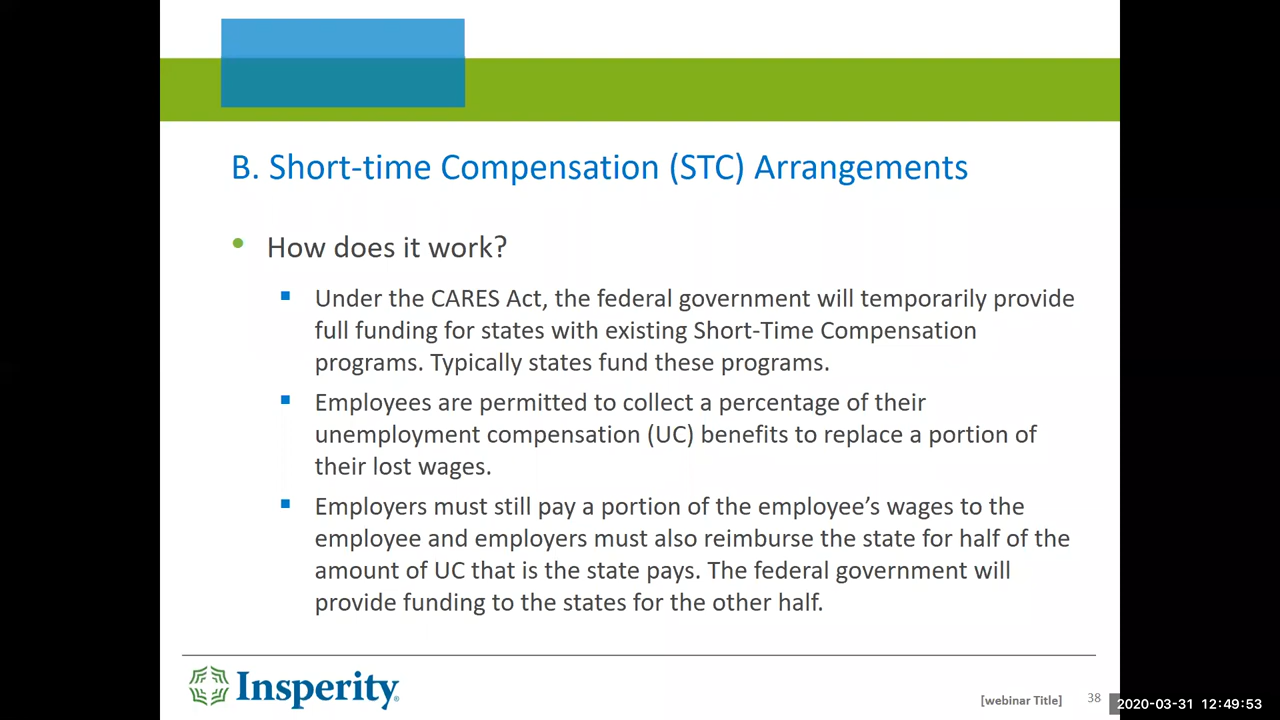 B. Short-time Compensation (STC) Arrangements
• How does it work?
▪ Under the CARES Act, the federal government will temporarily provide
full funding for states with existing Short-Time Compensation
programs. Typically states fund these programs.
▪ Employees are permitted to collect a percentage of their
unemployment compensation (UC) benefits to replace a portion of
their lost wages.
▪ Employers must still pay a portion of the employee’s wages to the
employee and employers must also reimburse the state for half of the
amount of UC that is the state pays. The federal government will
provide funding to the states for the other half.
Insperity.
[webinar Title] 38
2020-03-31 12:49:53